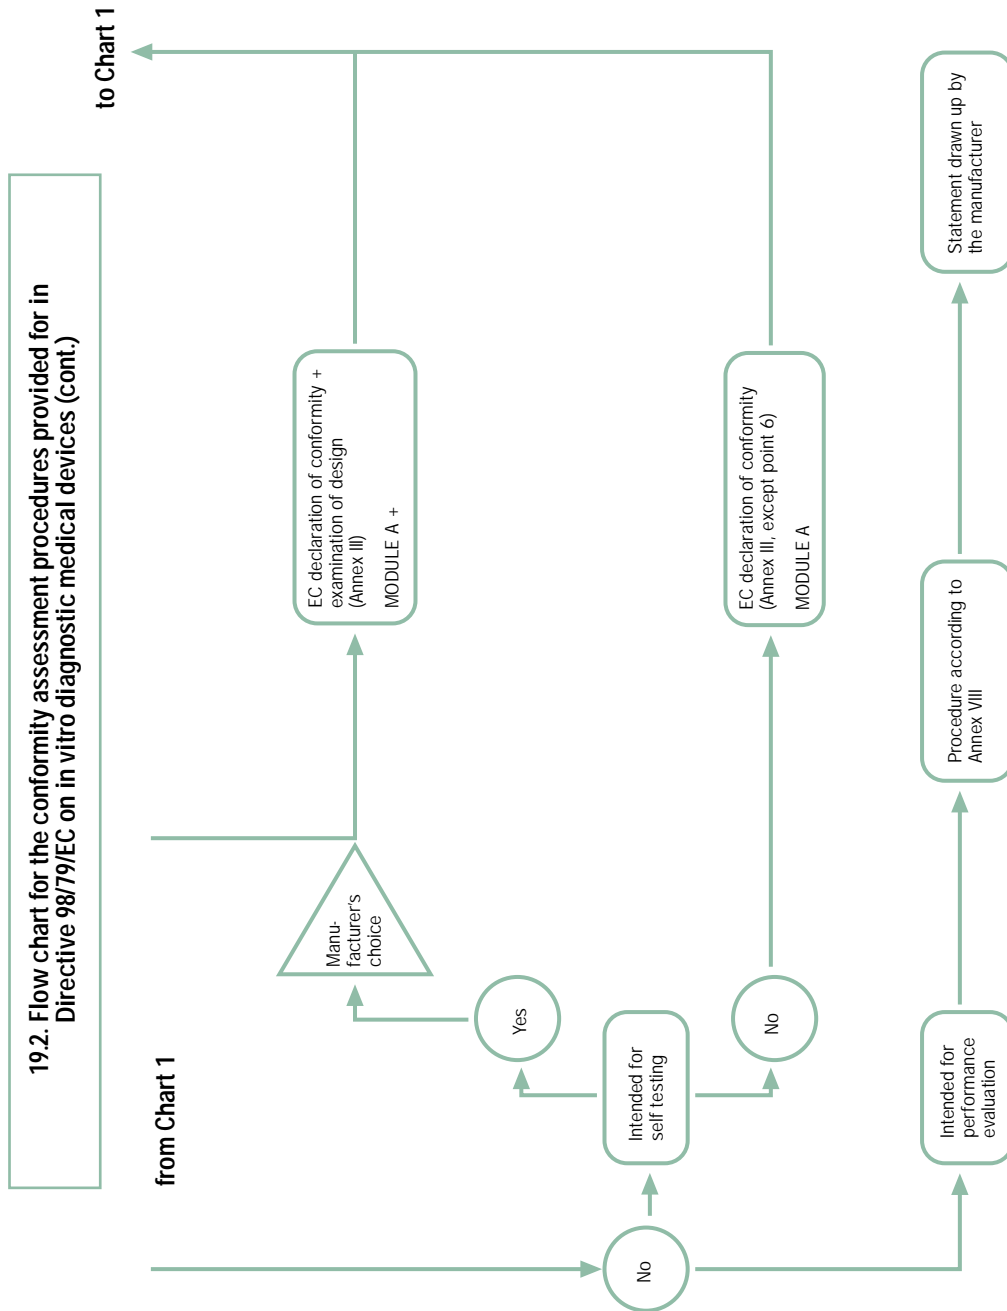 19.2. Flow chart for the conformity assessment procedures provided for in
Directive 98/79/EC on in vitro diagnostic medical devices (cont.)
from Chart 1
to Chart 1
Manu-
facturer's
choice
EC declaration of conformity +
examination of design
(Annex III)
MODULE A +
Yes
No
Intended for
self testing
No
EC declaration of conformity
(Annex III, except point 6)
MODULE A
Intended for
performance
evaluation
Procedure according to
Annex VIII
Statement drawn up by
the manufacturer